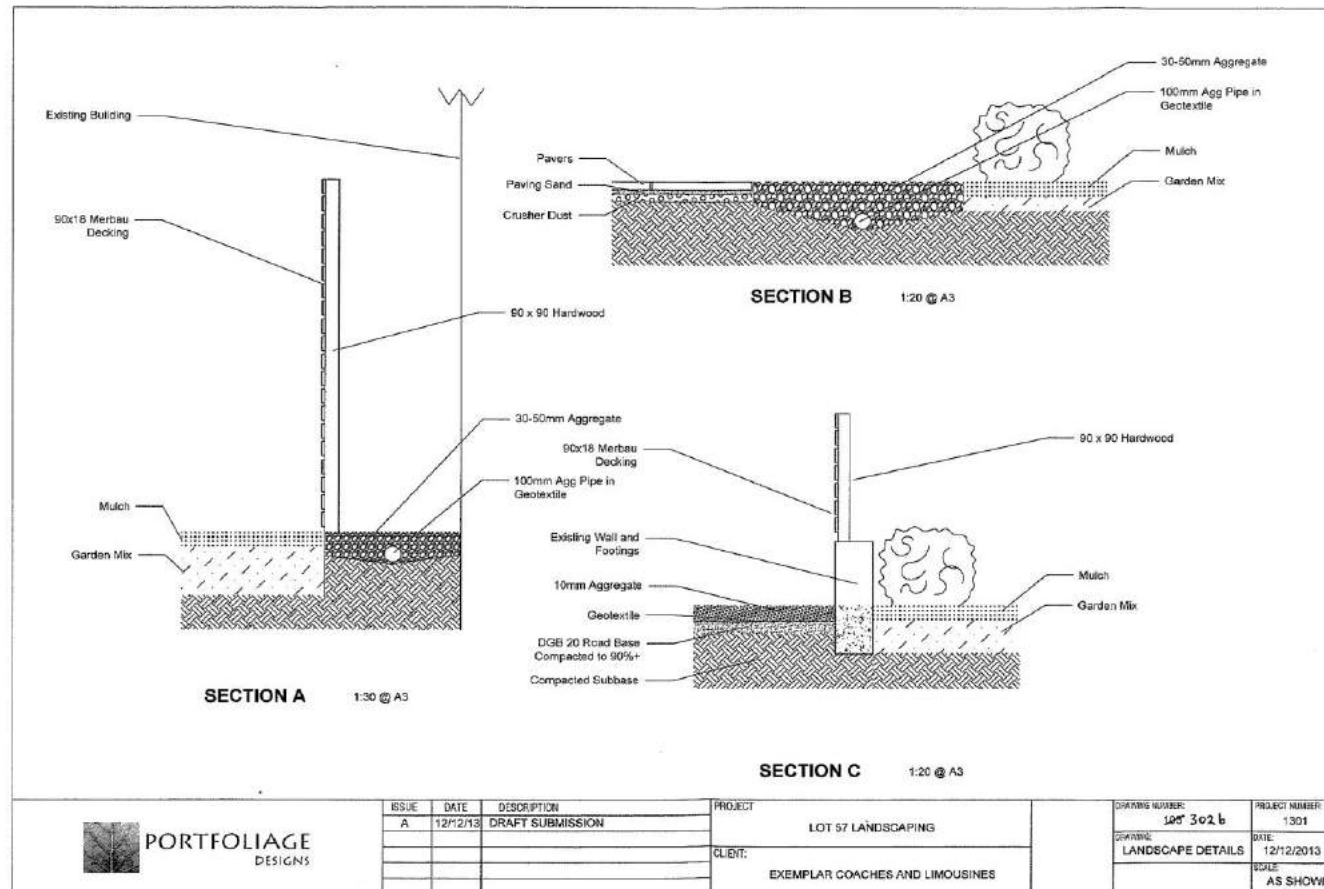 Existing Building
90x18 Merbau
Decking
90 x 90 Hardwood
30-50mm Aggregate
100mm Agg Pipe in
Geotextile
Mulch
Garden Mix
SECTION A 1:30 @ A3
30-50mm Aggregate
100mm Agg Pipe in
Geotextile
Pavers
Mulch
Paving Sand
Garden Mix
Crusher Dust
SECTION B 1:20 @ A3
90 x 90 Hardwood
90x18 Merbau
Decking
Existing Wall and
Footings
10mm Aggregate
Mulch
Geotextile
Garden Mix
DGB 20 Road Base
Compacted to 90%+
Compacted Subbase
SECTION C 1:20 @ A3
PORTFOLIAGE
DESIGNS
ISSUE DATE DESCRIPTION
A 12/12/13 DRAFT SUBMISSION
PROJECT
LOT 57 LANDSCAPING
CLIENT:
EXEMPLAR COACHES AND LIMOUSINES
DRAWING NUMBER:
302b
PROJECT NUMBER:
1301
DRAWING:
LANDSCAPE DETAILS
DATE:
12/12/2013
SCALE:
AS SHOWN